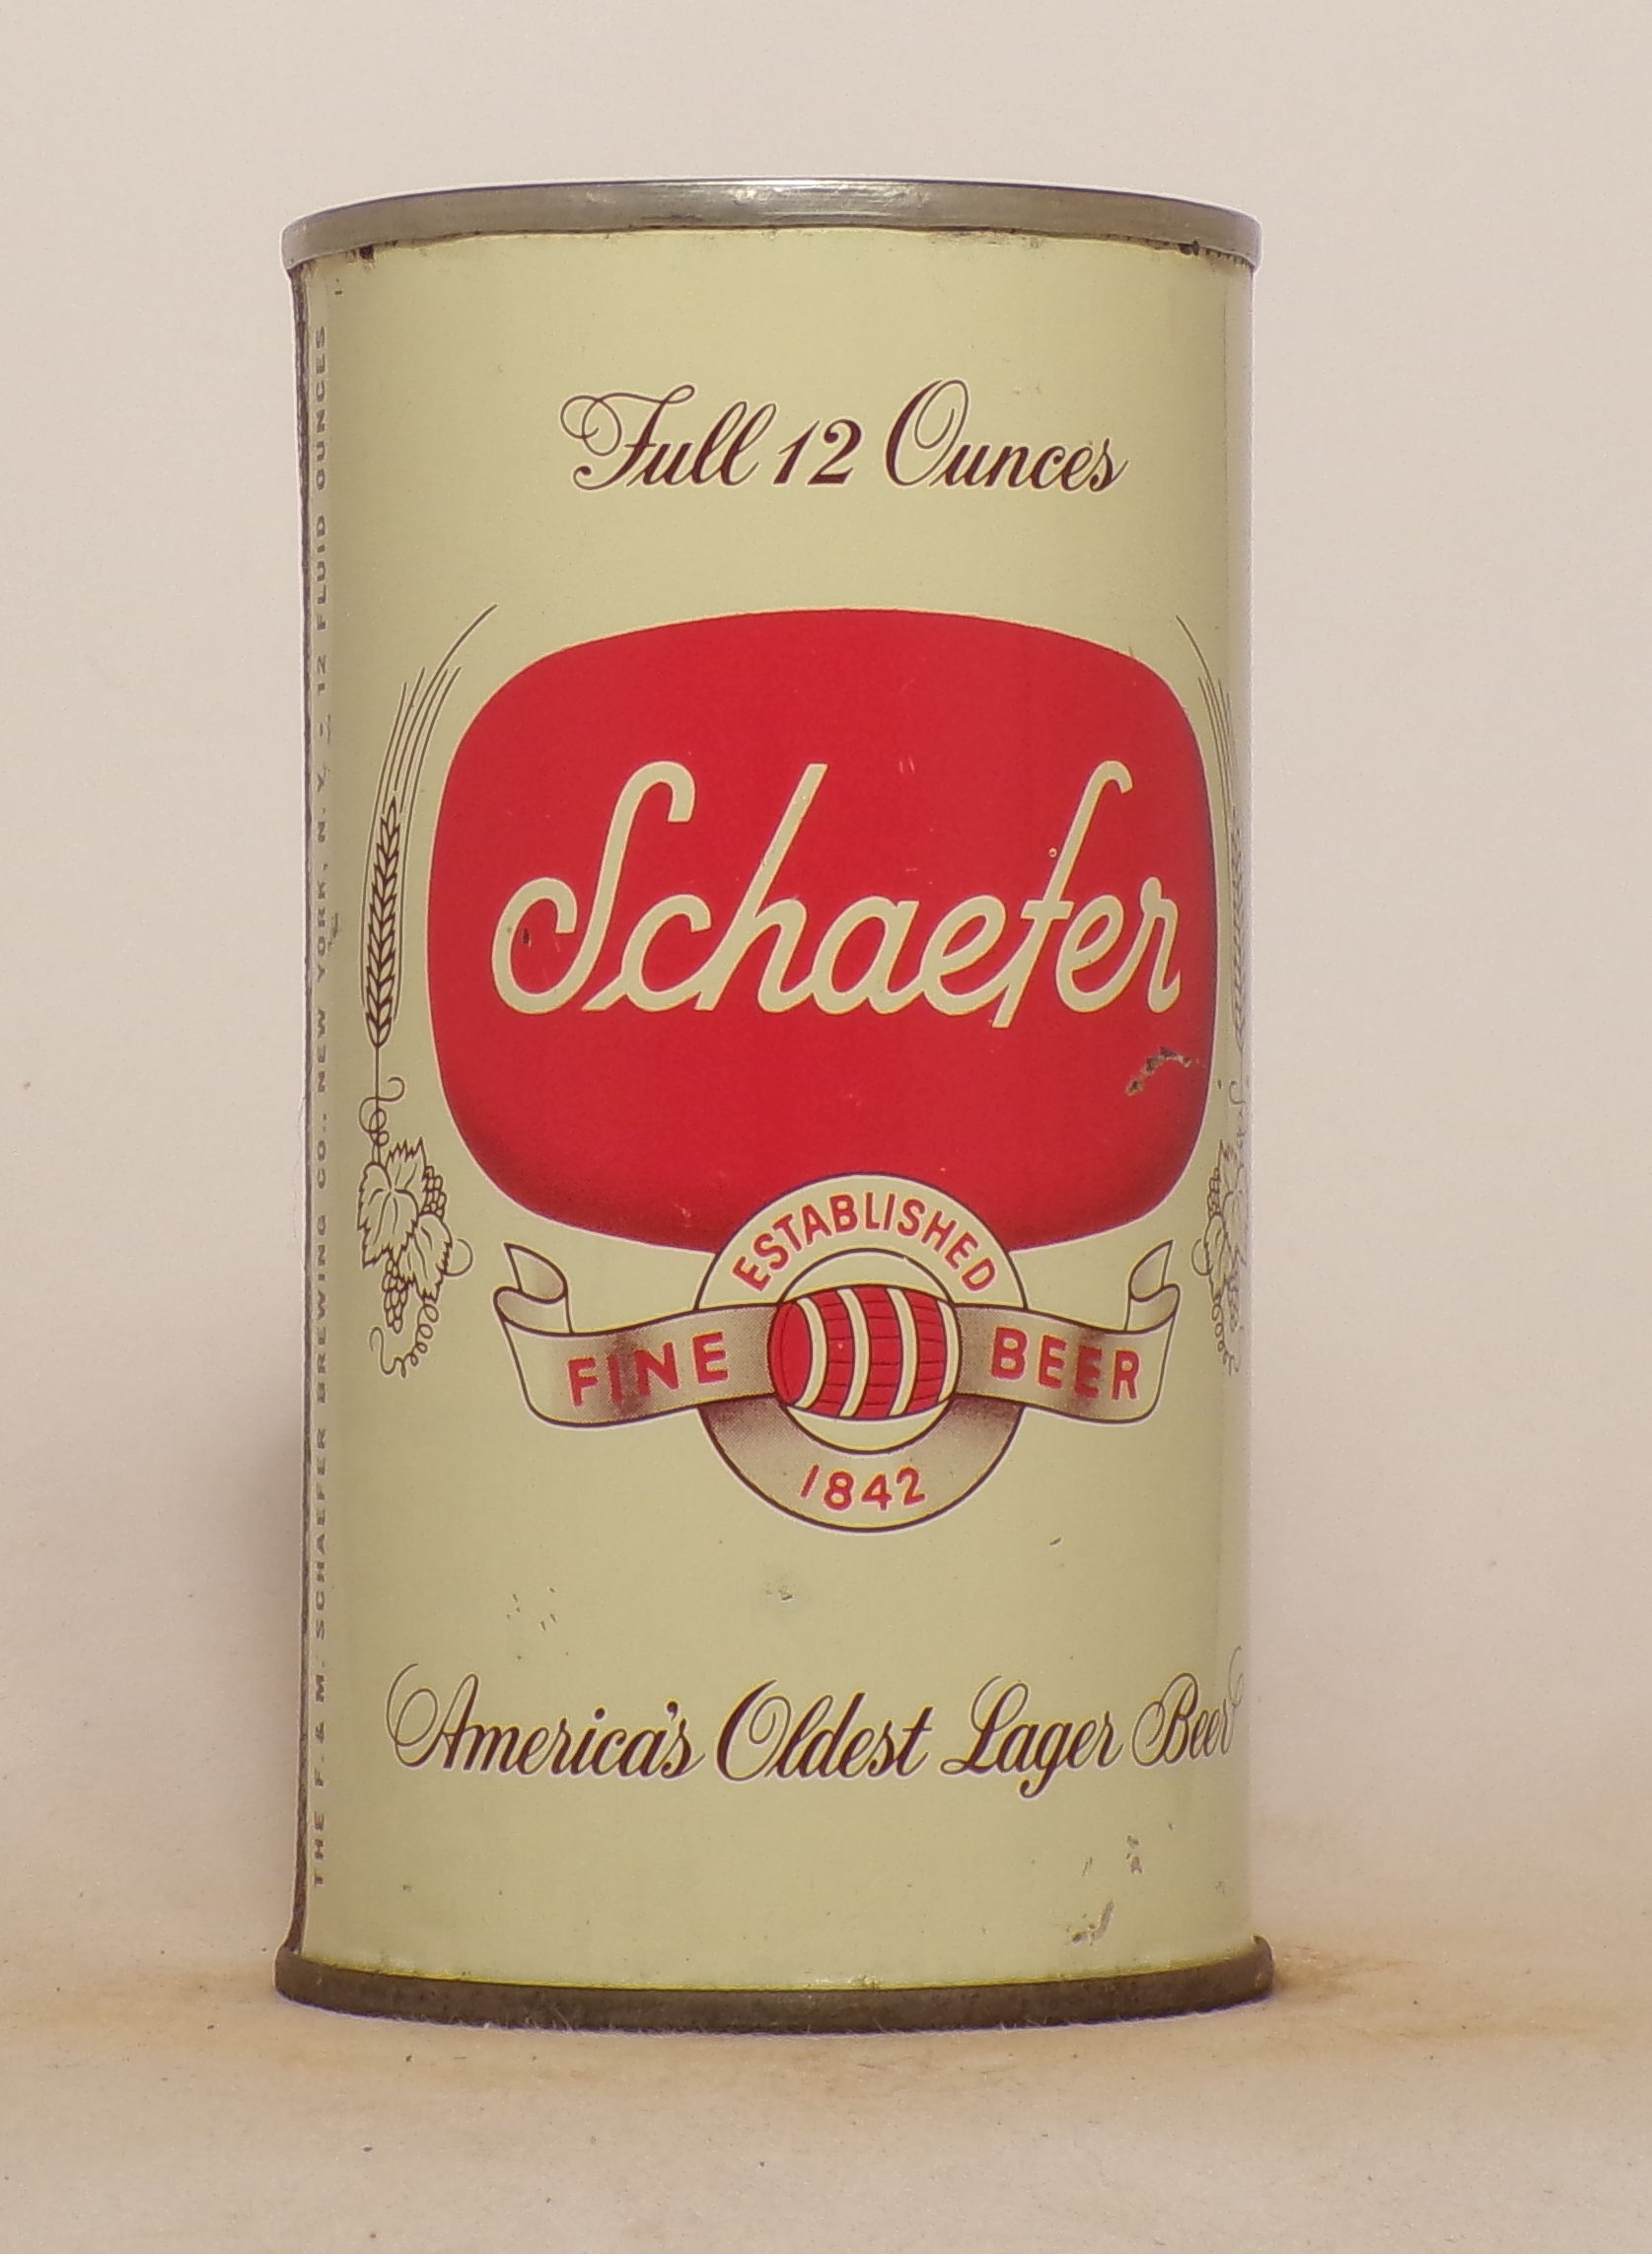 Full 12 Ounces
Schaefer
ESTABLISHED
FINE BEER
1842
America's Oldest Lager Beer
THE F. & M. SCHAEFER BREWING CO., NEW YORK, N. Y. 12 FLUID OUNCES